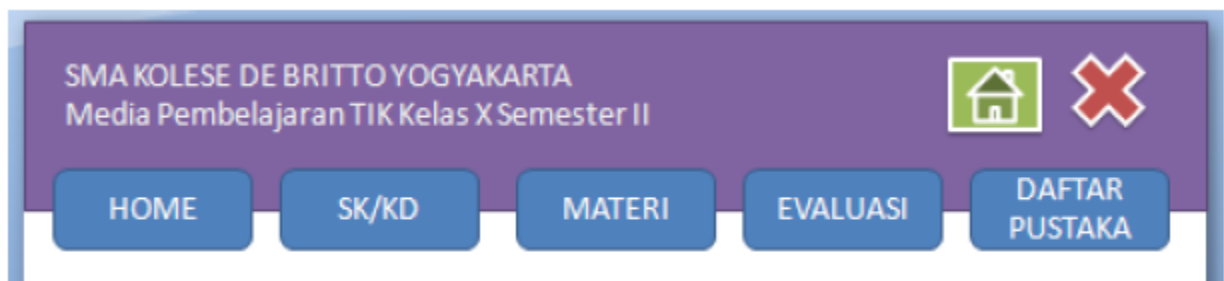 SMA KOLESE DE BRITTO YOGYAKARTA
Media Pembelajaran TIK Kelas X Semester II
HOME
SK/KD
MATERI
EVALUASI
DAFTAR
PUSTAKA